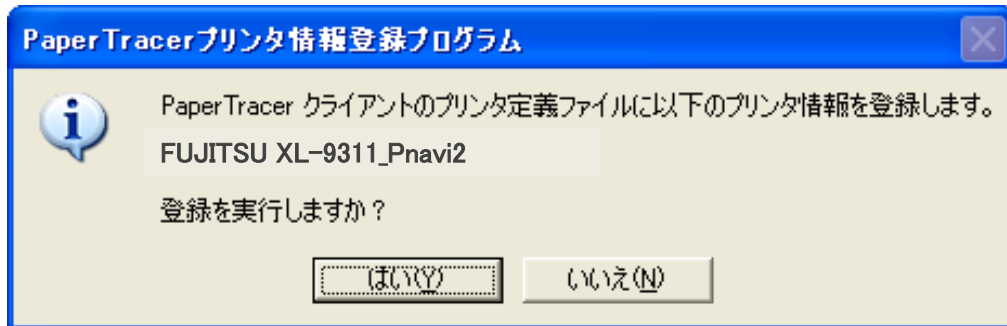 PaperTracerプリンタ情報登録プログラム
PaperTracer クライアントのプリンタ定義ファイルに以下のプリンタ情報を登録します。
FUJITSU XL-9311_Pnavi2
登録を実行しますか?
はい(Y) いいえ(N)